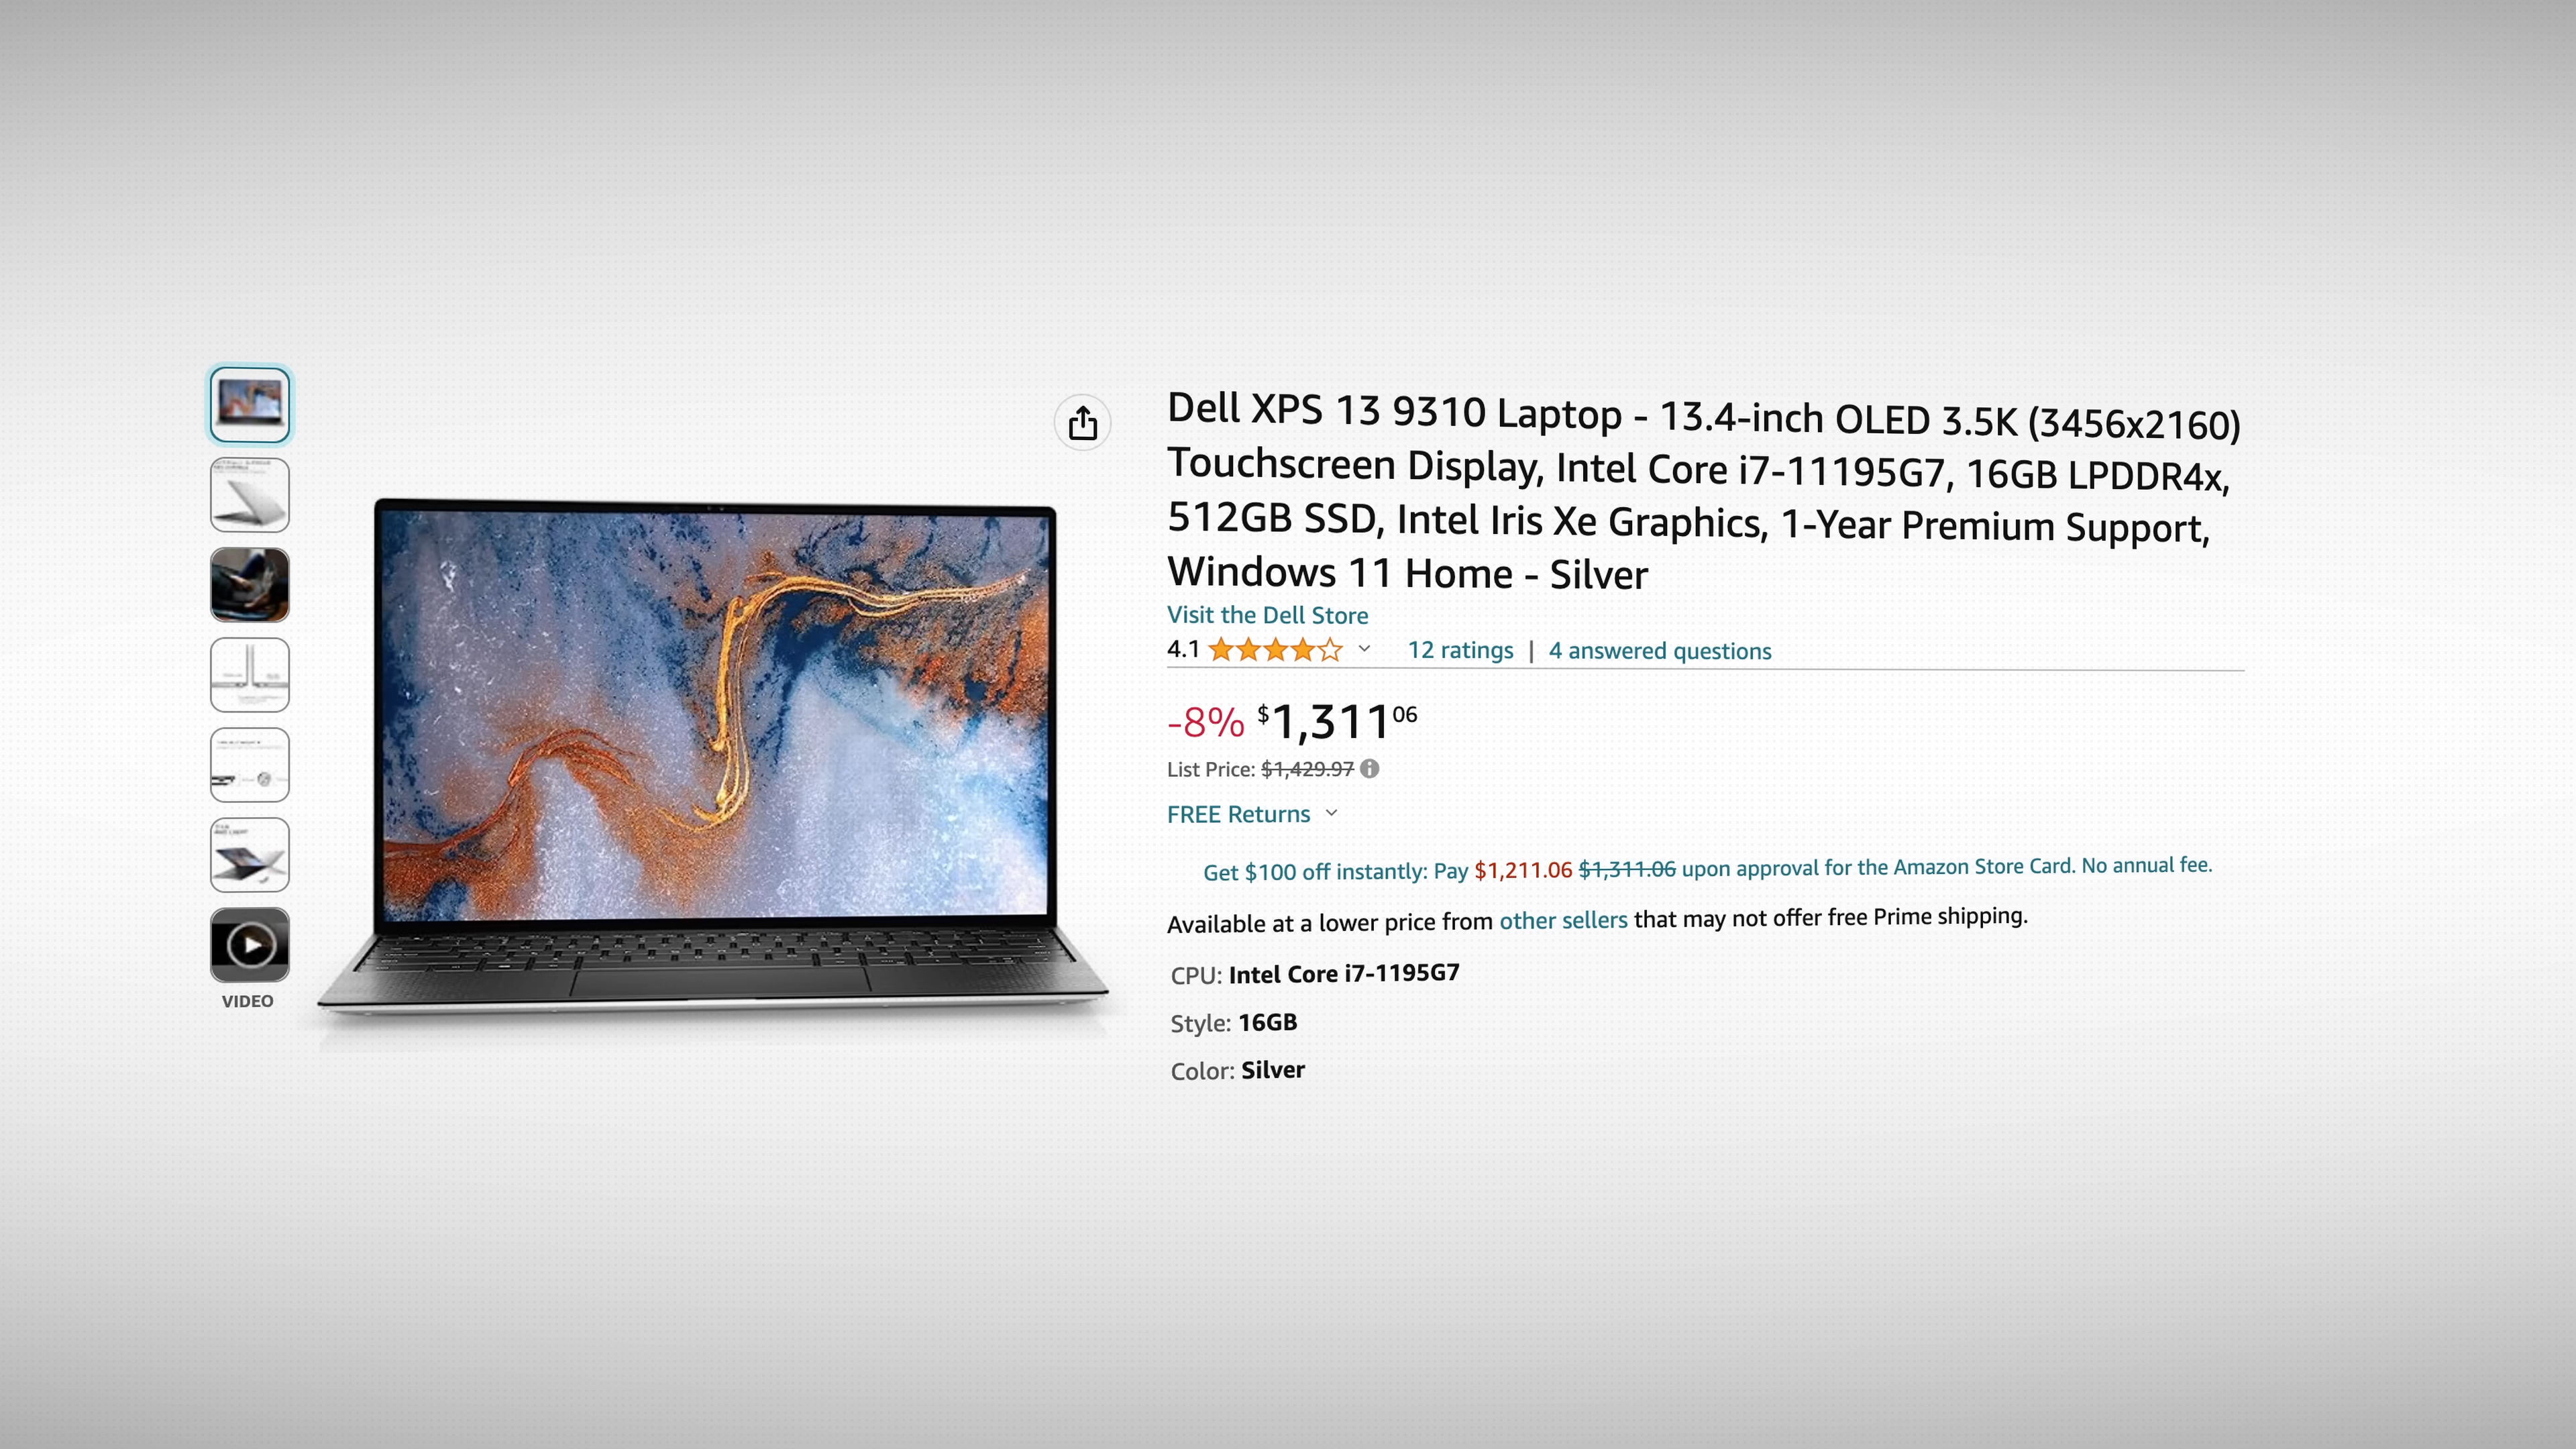 Dell XPS 13 9310 Laptop - 13.4-inch OLED 3.5K (3456x2160)
Touchscreen Display, Intel Core i7-11195G7, 16GB LPDDR4x,
512GB SSD, Intel Iris Xe Graphics, 1-Year Premium Support,
Windows 11 Home - Silver
Visit the Dell Store
4.1 12 ratings | 4 answered questions
-8% $1,311 06
List Price: $1,429.97
FREE Returns
Get $100 off instantly: Pay $1,211.06 $1,311.06 upon approval for the Amazon Store Card. No annual fee.
Available at a lower price from other sellers that may not offer free Prime shipping.
CPU: Intel Core i7-1195G7
Style: 16GB
Color: Silver
VIDEO